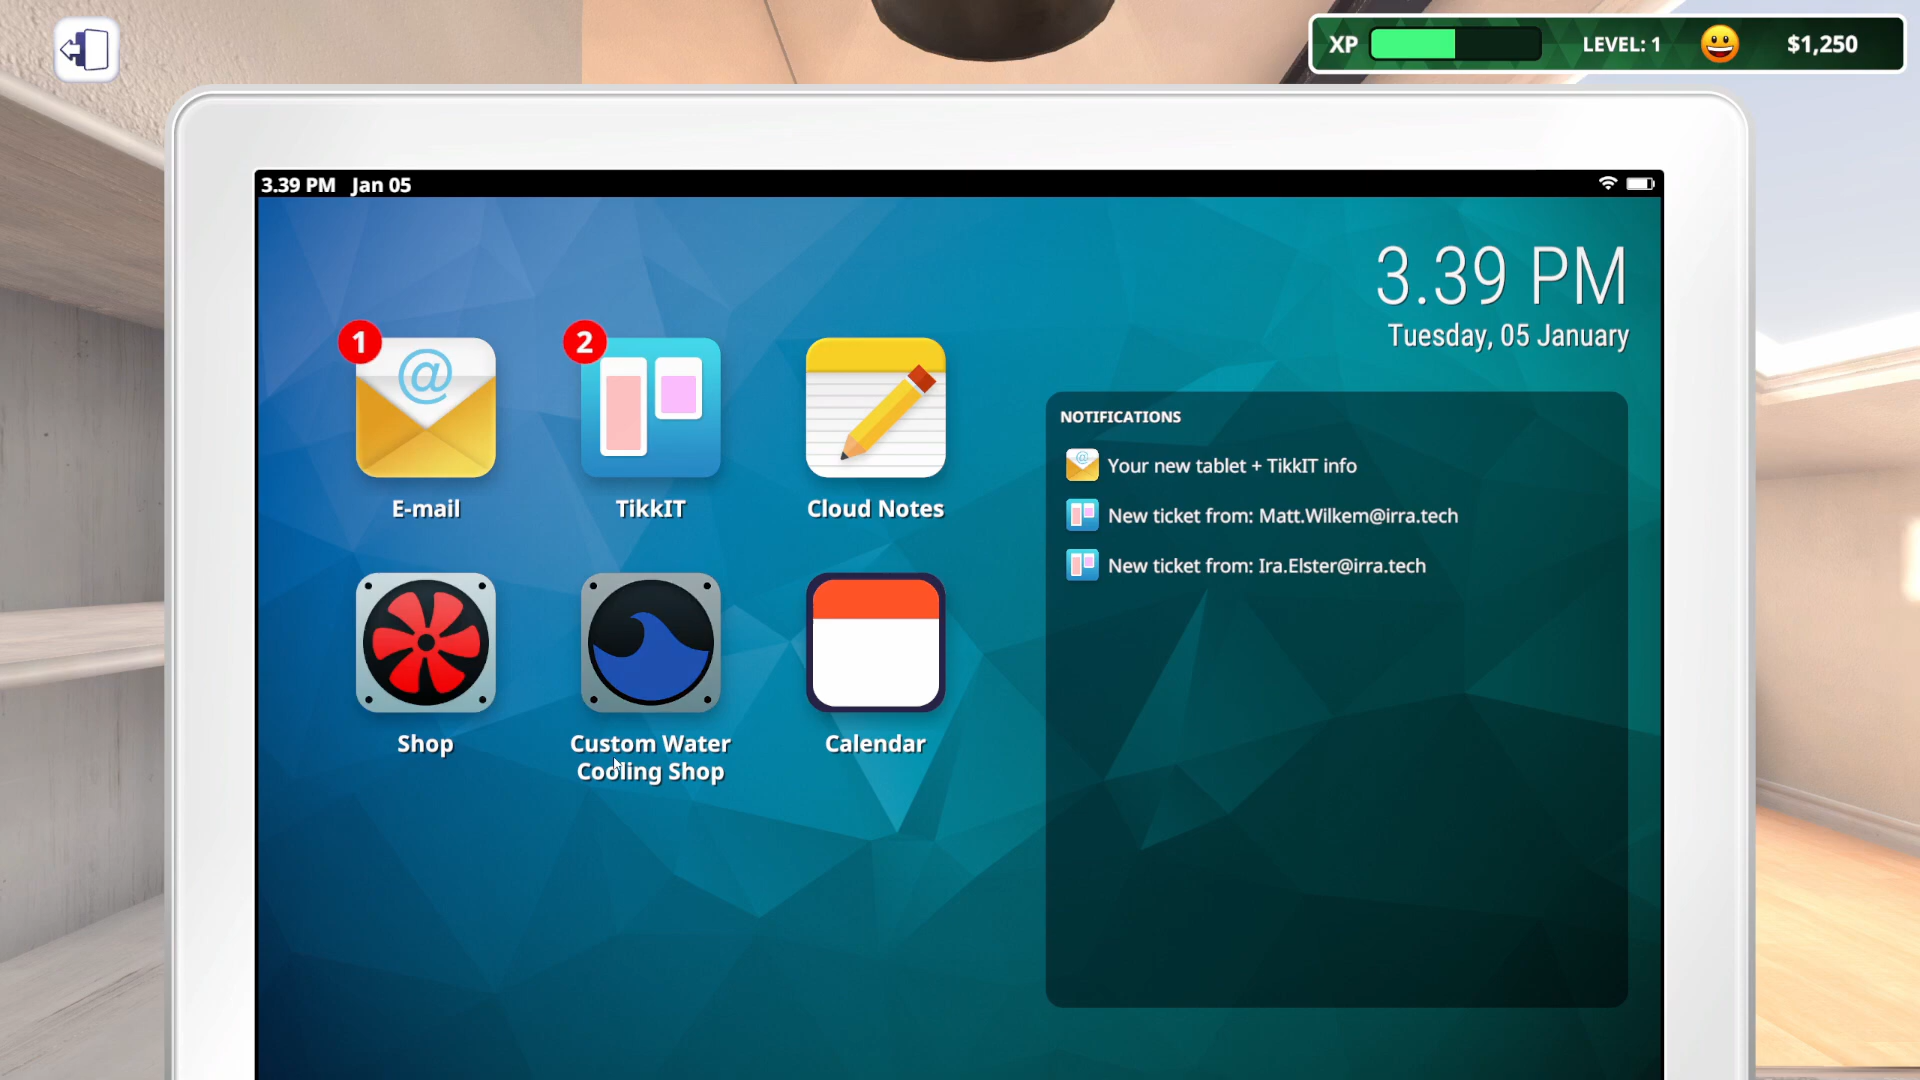 XP
LEVEL: 1
$1,250
3.39 PM Jan 05
3.39 PM
Tuesday, 05 January
1
@
E-mail
2
TikkIT
Cloud Notes
Shop
Custom Water
Cooling Shop
Calendar
NOTIFICATIONS
Your new tablet + TikkIT info
New ticket from: Matt.Wilkem@irra.tech
New ticket from: Ira.Elster@irra.tech